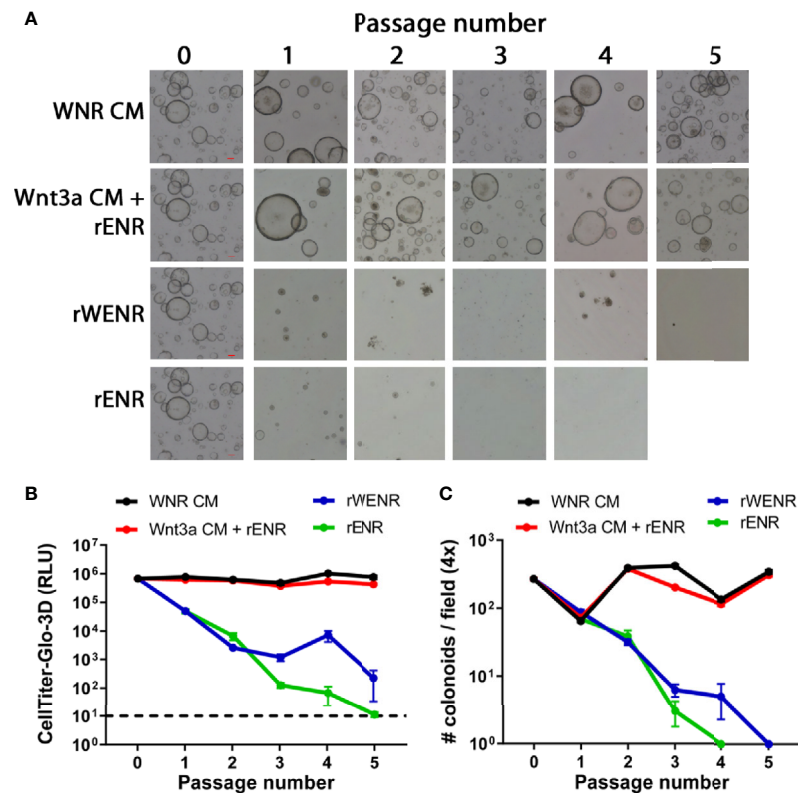 A
Passage number
0 1 2 3 4 5
WNR CM
Wnt3a CM +
rENR
rWENR
rENR
B
WNR CM
rWENR
Wnt3a CM + rENR
rENR
CellTiter-Glo-3D (RLU)
10⁷
10⁶
10⁵
10⁴
10³
10²
10¹
10⁰
0 1 2 3 4 5
Passage number
C
WNR CM
rWENR
Wnt3a CM + rENR
rENR
# colonoids / field (4x)
10³
10²
10¹
10⁰
0 1 2 3 4 5
Passage number